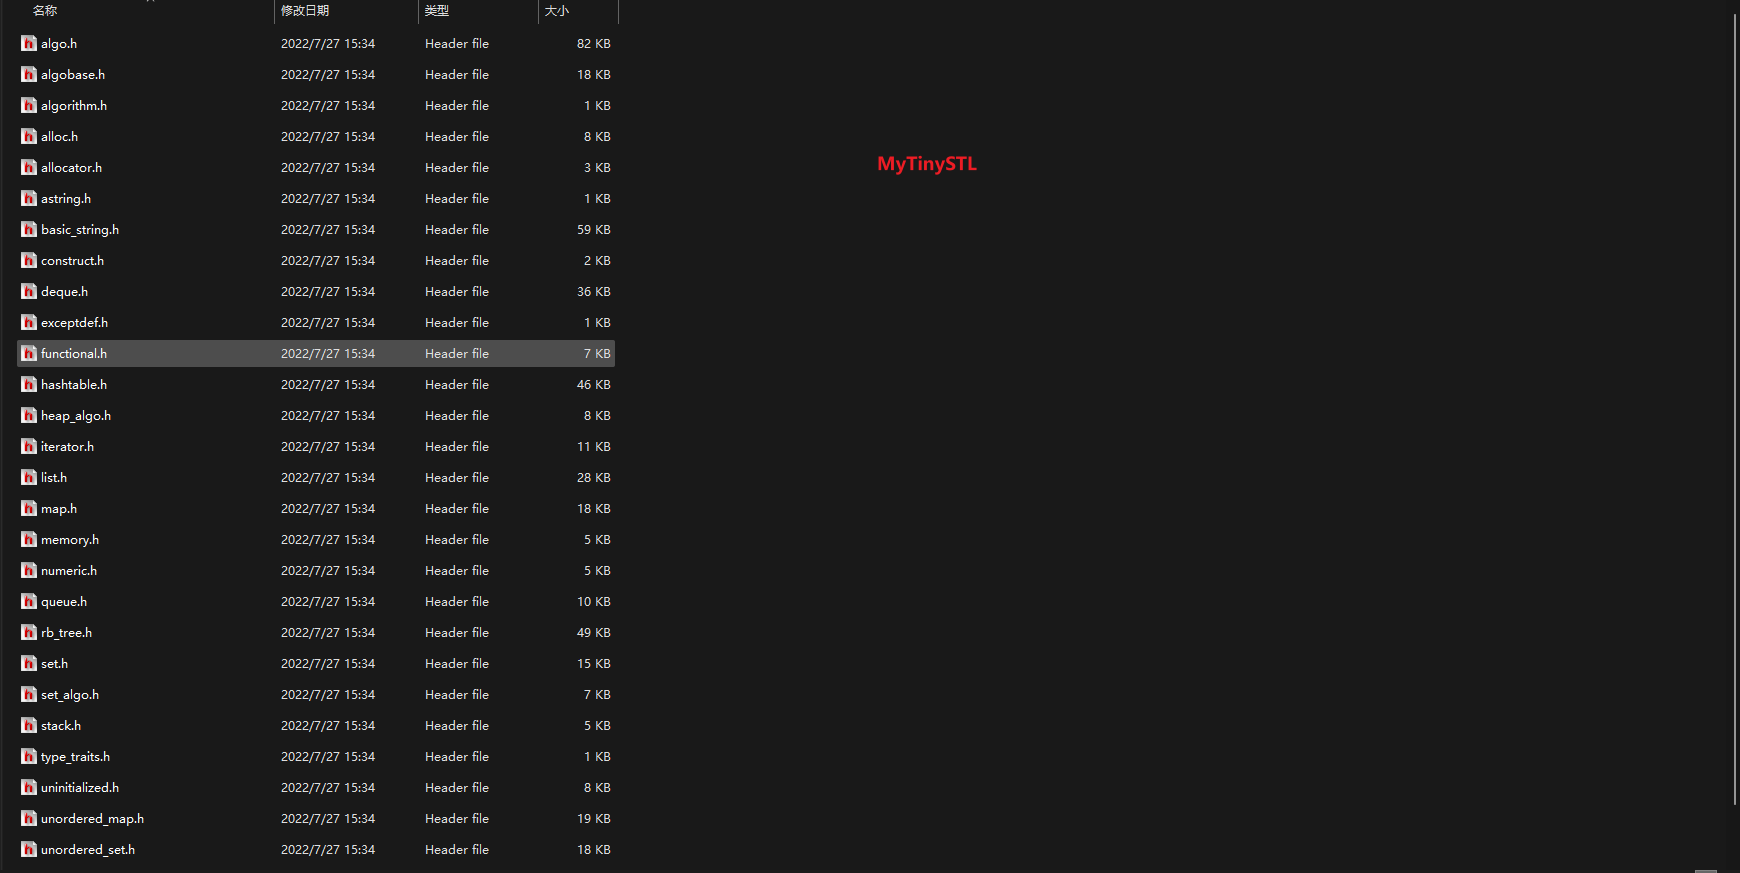 名称 修改日期 类型 大小
algo.h 2022/7/27 15:34 Header file 82 KB
algobase.h 2022/7/27 15:34 Header file 18 KB
algorithm.h 2022/7/27 15:34 Header file 1 KB
alloc.h 2022/7/27 15:34 Header file 8 KB
allocator.h 2022/7/27 15:34 Header file 3 KB
MyTinySTL
astring.h 2022/7/27 15:34 Header file 1 KB
basic_string.h 2022/7/27 15:34 Header file 59 KB
construct.h 2022/7/27 15:34 Header file 2 KB
deque.h 2022/7/27 15:34 Header file 36 KB
exceptdef.h 2022/7/27 15:34 Header file 1 KB
functional.h 2022/7/27 15:34 Header file 7 KB
hashtable.h 2022/7/27 15:34 Header file 46 KB
heap_algo.h 2022/7/27 15:34 Header file 8 KB
iterator.h 2022/7/27 15:34 Header file 11 KB
list.h 2022/7/27 15:34 Header file 28 KB
map.h 2022/7/27 15:34 Header file 18 KB
memory.h 2022/7/27 15:34 Header file 5 KB
numeric.h 2022/7/27 15:34 Header file 5 KB
queue.h 2022/7/27 15:34 Header file 10 KB
rb_tree.h 2022/7/27 15:34 Header file 49 KB
set.h 2022/7/27 15:34 Header file 15 KB
set_algo.h 2022/7/27 15:34 Header file 7 KB
stack.h 2022/7/27 15:34 Header file 5 KB
type_traits.h 2022/7/27 15:34 Header file 1 KB
uninitialized.h 2022/7/27 15:34 Header file 8 KB
unordered_map.h 2022/7/27 15:34 Header file 19 KB
unordered_set.h 2022/7/27 15:34 Header file 18 KB